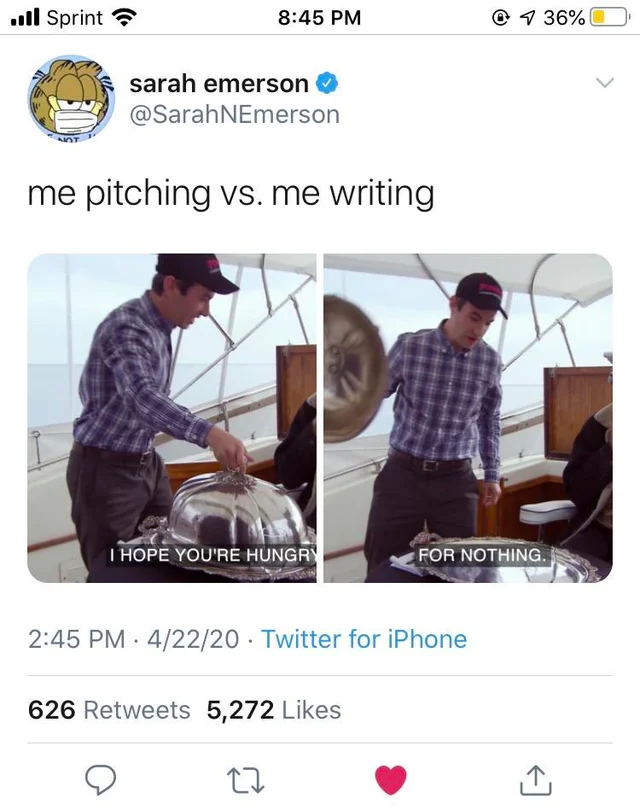 Sprint 8:45 PM 36%
sarah emerson
@SarahNEmerson
me pitching vs. me writing
I HOPE YOU'RE HUNGRY
FOR NOTHING.
2:45 PM · 4/22/20 · Twitter for iPhone
626 Retweets 5,272 Likes